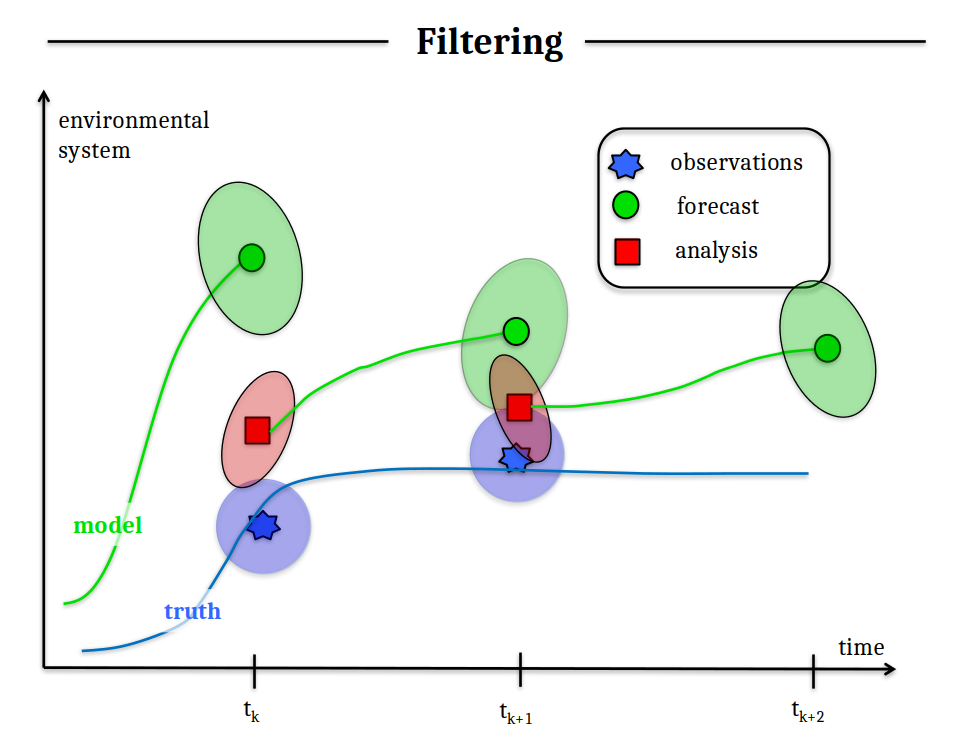 Filtering
environmental
system
observations
forecast
analysis
model
truth
time
tk
tk+1
tk+2